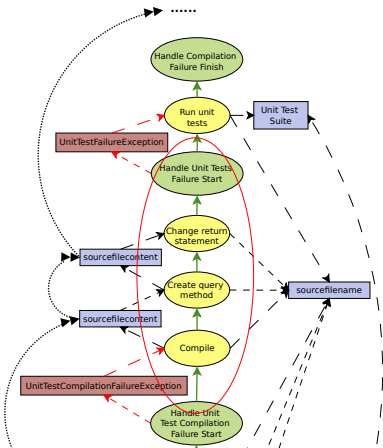 ......
Handle Compilation
Failure Finish
Run unit
tests
Unit Test
Suite
UnitTestFailureException
Handle Unit Tests
Failure Start
Change return
statement
sourcefilecontent
Create query
method
sourcefilename
sourcefilecontent
Compile
UnitTestCompilationFailureException
Handle Unit
Test Compilation
Failure Start